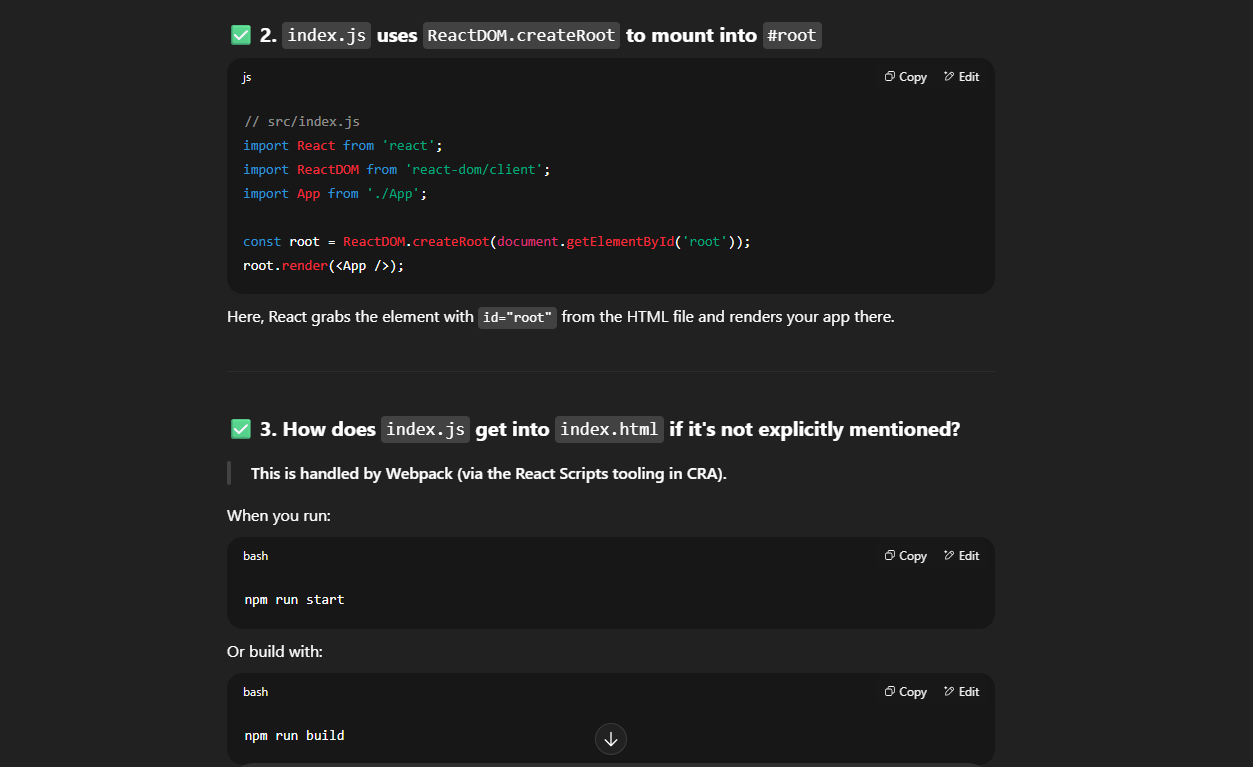 ✅ 2. index.js uses ReactDOM.createRoot to mount into #root
js
Copy
Edit
// src/index.js
import React from 'react';
import ReactDOM from 'react-dom/client';
import App from './App';
const root = ReactDOM.createRoot(document.getElementById('root'));
root.render(<App />);
Here, React grabs the element with id="root" from the HTML file and renders your app there.
✅ 3. How does index.js get into index.html if it's not explicitly mentioned?
This is handled by Webpack (via the React Scripts tooling in CRA).
When you run:
bash
Copy
Edit
npm run start
Or build with:
bash
Copy
Edit
npm run build